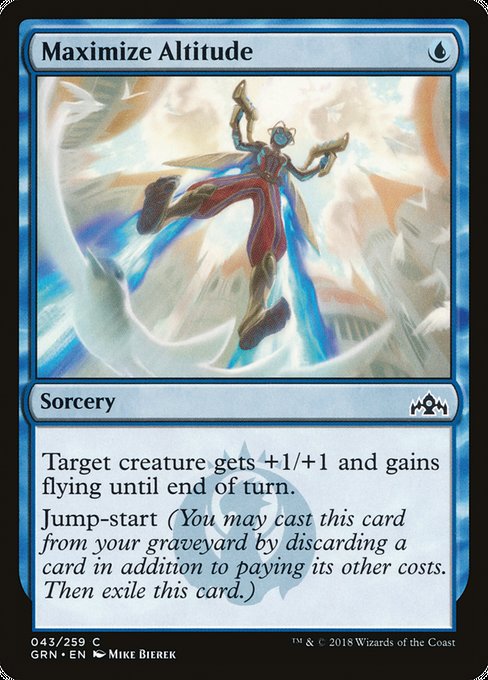 Maximize Altitude
Sorcery
Target creature gets +1/+1 and gains
flying until end of turn.
Jump-start (You may cast this card
from your graveyard by discarding a
card in addition to paying its other costs.
Then exile this card.)
043/259 C
GRN • EN Mike Bierek
™ & © 2018 Wizards of the Coast